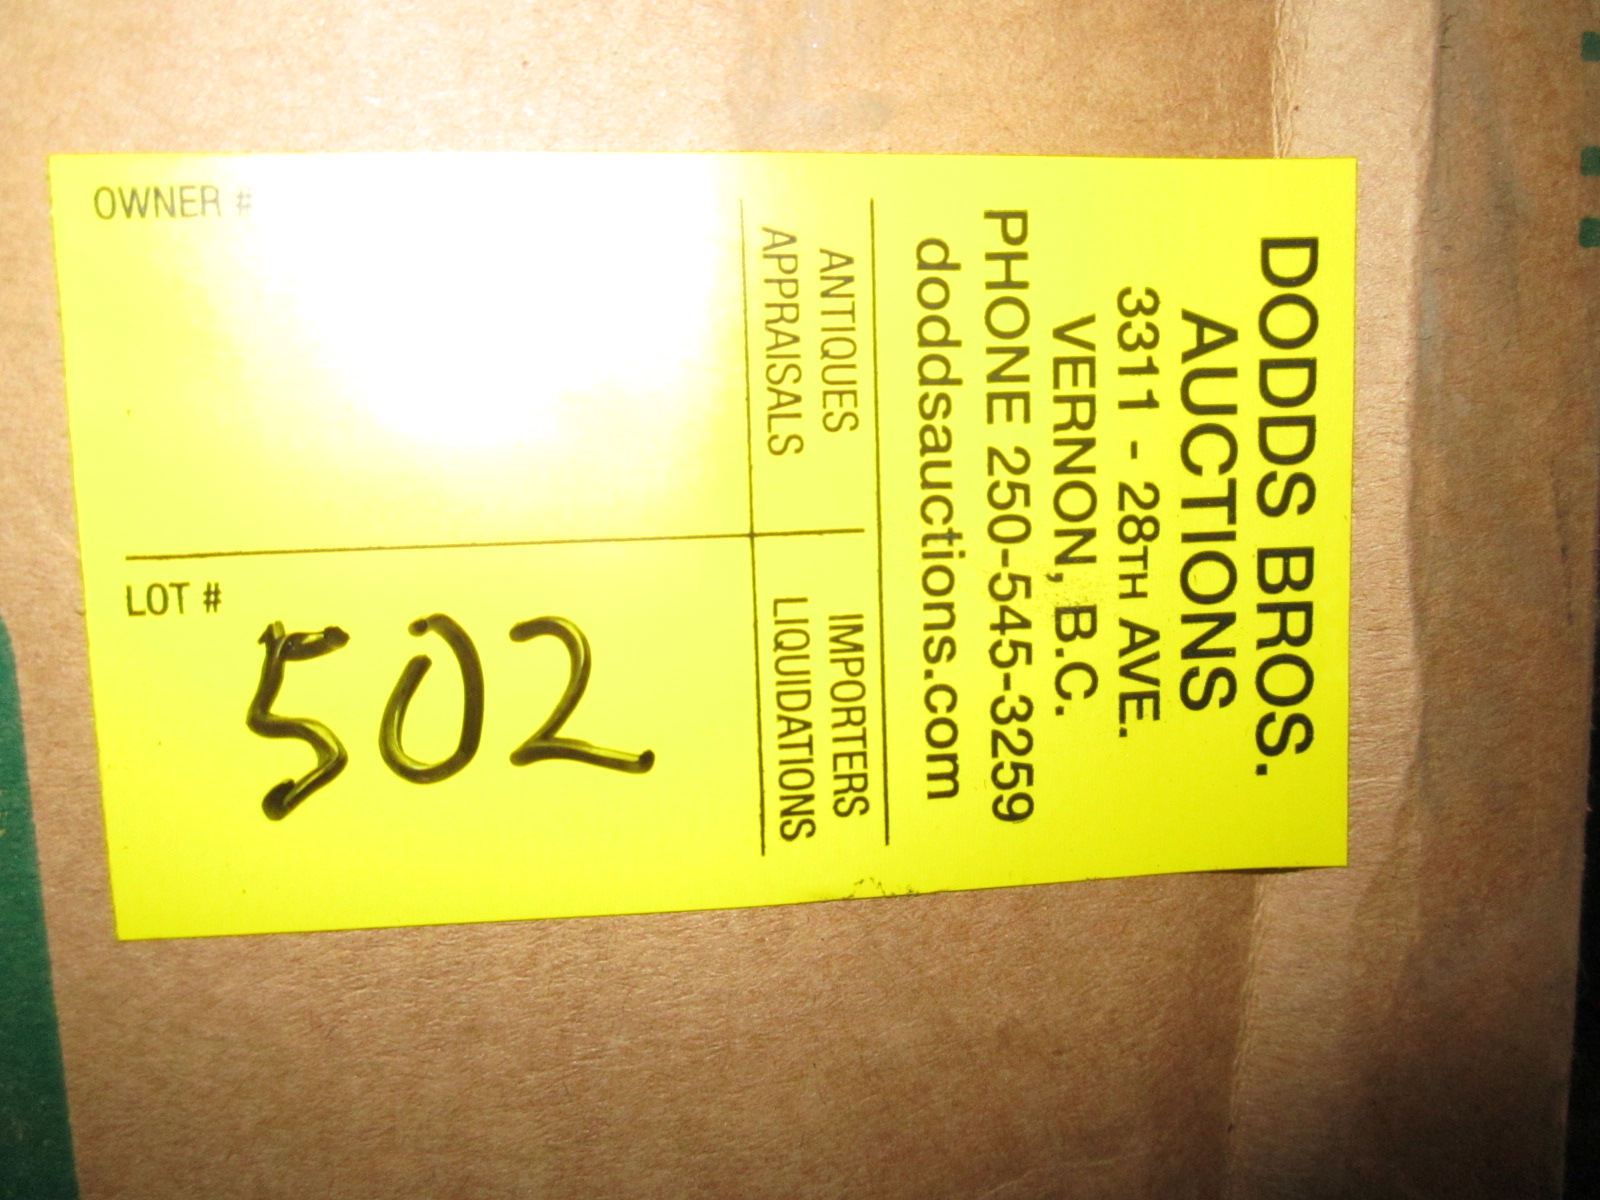 DODDS BROS.
AUCTIONS
3311 - 28TH AVE.
VERNON, B.C.
PHONE 250-545-3259
doddsauctions.com
ANTIQUES
APPRAISALS
IMPORTERS
LIQUIDATIONS
OWNER #
LOT #
502